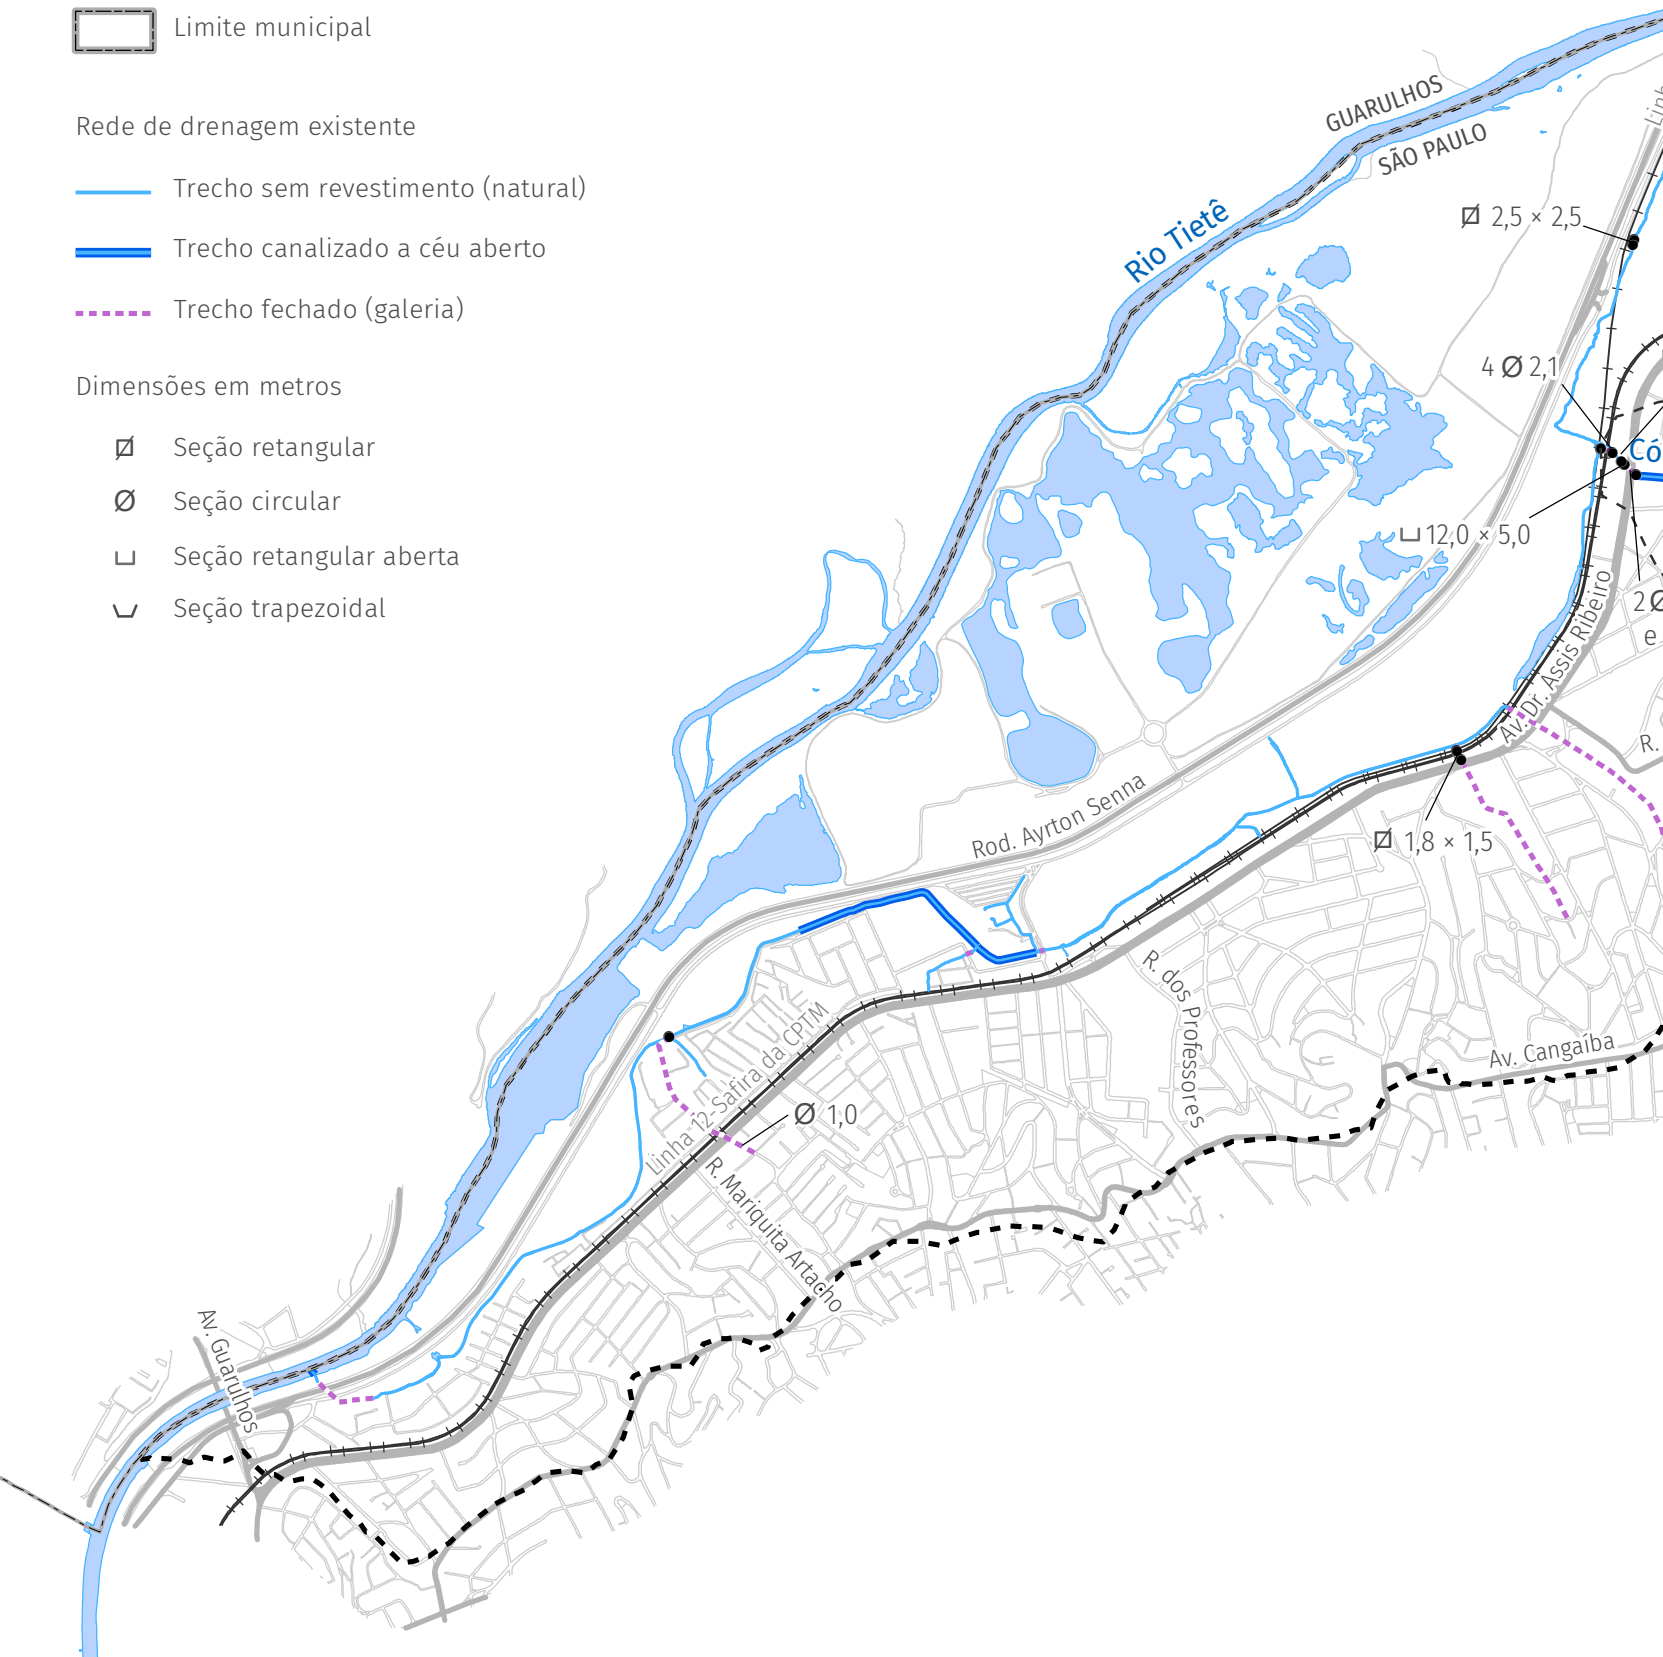 Limite municipal
Rede de drenagem existente
Trecho sem revestimento (natural)
Trecho canalizado a céu aberto
Trecho fechado (galeria)
Dimensões em metros
Seção retangular
Ø Seção circular
Seção retangular aberta
Seção trapezoidal
GUARULHOS
SÃO PAULO
Rio Tietê
2,5 × 2,5
4 Ø 2,1
Có
12,0 × 5,0
2 Ø
e
Av. Dr. Assis Ribeiro
R.
Rod. Ayrton Senna
1,8 × 1,5
R. dos Professores
Av. Cangaíba
Linha 12-Safira da CPTM
Ø 1,0
R. Mariquita Artacho
Av. Guarulhos
Linh